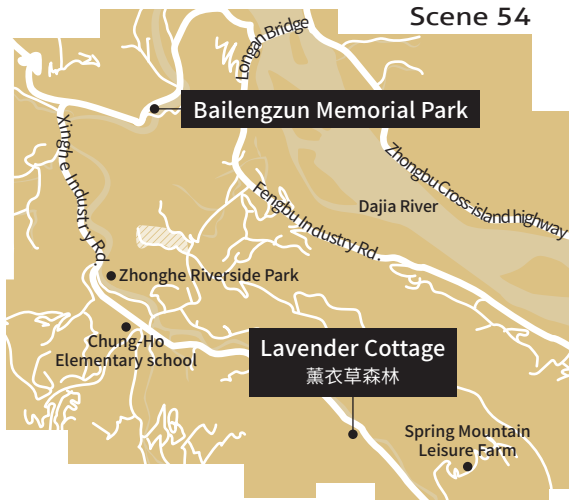 Scene 54
Longan Bridge
Bailengzun Memorial Park
Xinghe Industry Rd.
Zhongbu Cross-island highway
Fengbu Industry Rd.
Dajia River
Zhonghe Riverside Park
Chung-Ho
Elementary school
Lavender Cottage
薰衣草森林
Spring Mountain
Leisure Farm